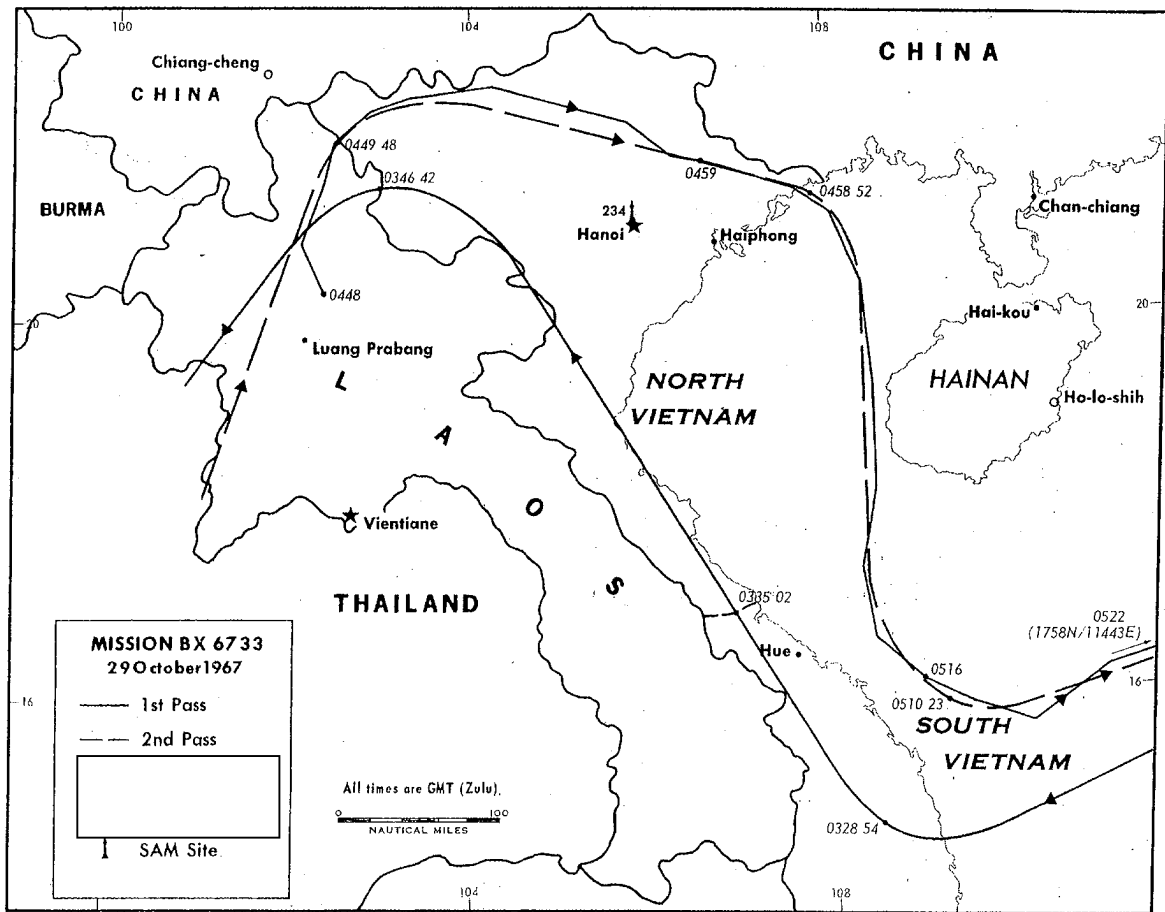 100
104
108
CHINA
Chiang-cheng
CHINA
0449 48
0346 42
0459
0458 52
BURMA
234
Hanoi
Haiphong
Chan-chiang
0448
20
20
Hai-kou
Luang Prabang
HAINAN
NORTH
VIETNAM
Ho-lo-shih
L
A
O
S
Vientiane
0335 02
THAILAND
0522
(1758N/11443E)
Hue
MISSION BX 6733
29 October 1967
1st Pass
2nd Pass
SAM Site
0516
0510 23
16
16
SOUTH
VIETNAM
All times are GMT (Zulu).
0
100
NAUTICAL MILES
0328 54
104
108